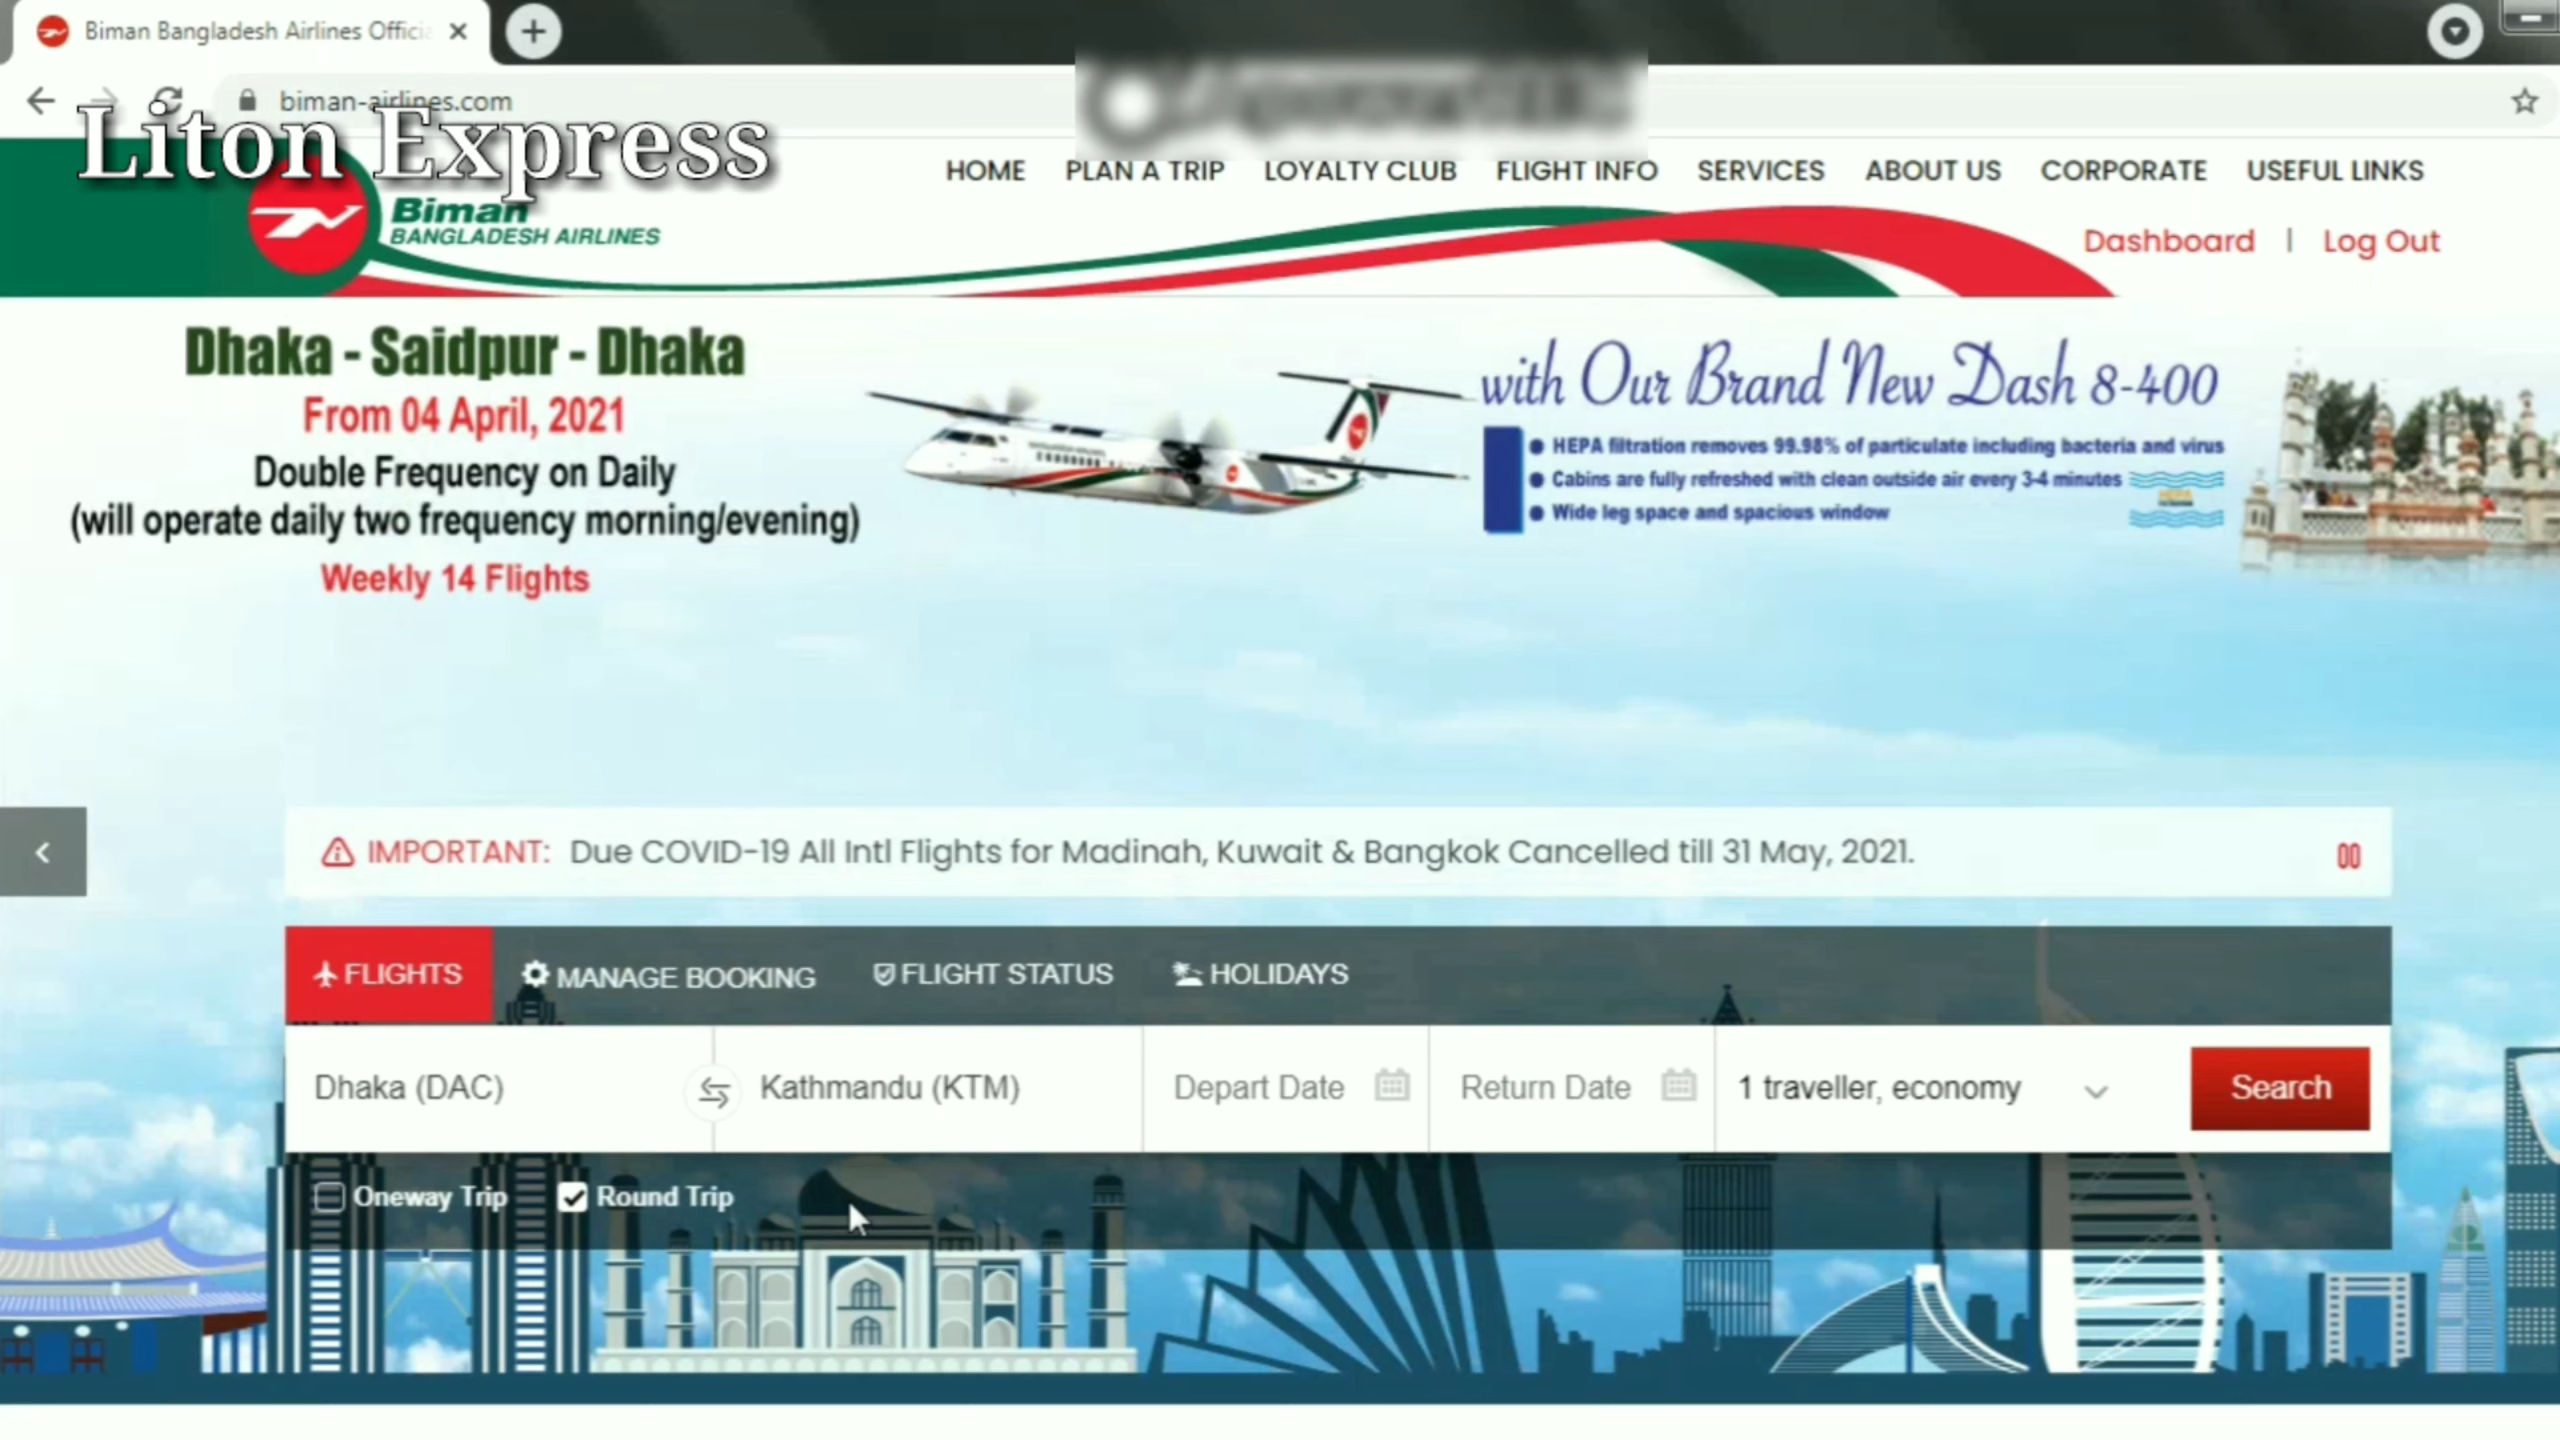 Biman Bangladesh Airlines Offici
biman-airlines.com
Liton Express
HOME PLAN A TRIP LOYALTY CLUB FLIGHT INFO SERVICES ABOUT US CORPORATE USEFUL LINKS
Biman
BANGLADESH AIRLINES
Dashboard | Log Out
Dhaka - Saidpur - Dhaka
From 04 April, 2021
Double Frequency on Daily
(will operate daily two frequency morning/evening)
Weekly 14 Flights
with Our Brand New Dash 8-400
HEPA filtration removes 99.98% of particulate including bacteria and virus
Cabins are fully refreshed with clean outside air every 3-4 minutes
Wide leg space and spacious window
IMPORTANT: Due COVID-19 All Intl Flights for Madinah, Kuwait & Bangkok Cancelled till 31 May, 2021.
FLIGHTS MANAGE BOOKING FLIGHT STATUS HOLIDAYS
Dhaka (DAC) Kathmandu (KTM) Depart Date Return Date 1 traveller, economy Search
Oneway Trip Round Trip